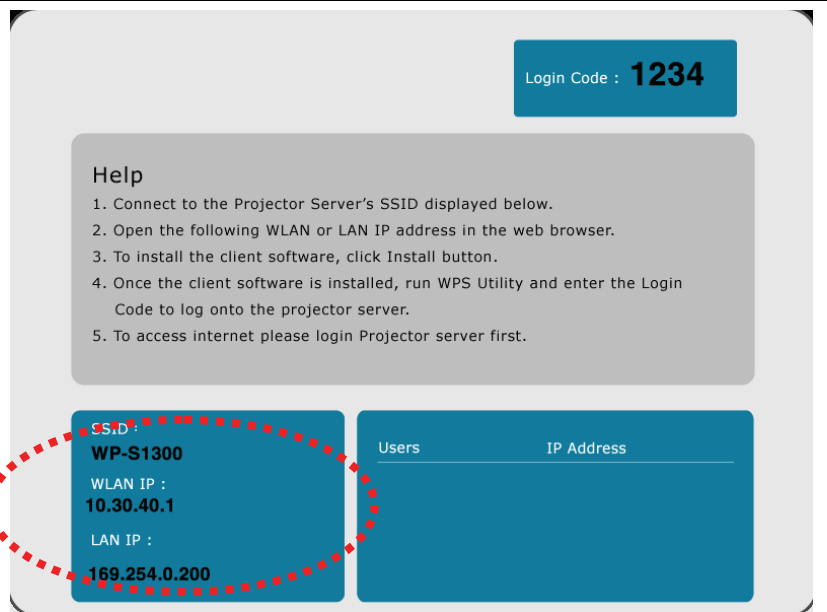 Login Code : 1234
Help
1. Connect to the Projector Server's SSID displayed below.
2. Open the following WLAN or LAN IP address in the web browser.
3. To install the client software, click Install button.
4. Once the client software is installed, run WPS Utility and enter the Login
Code to log onto the projector server.
5. To access internet please login Projector server first.
SSID :
WP-S1300
WLAN IP :
10.30.40.1
LAN IP :
169.254.0.200
Users IP Address